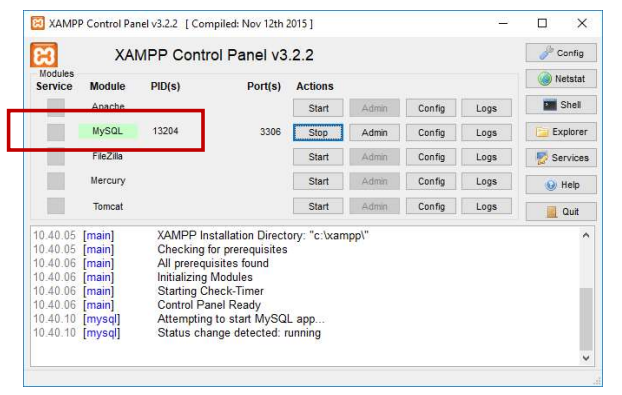 XAMPP Control Panel v3.2.2 [ Compiled: Nov 12th 2015 ]
XAMPP Control Panel v3.2.2
Config
Modules
Service Module PID(s) Port(s) Actions
Netstat
Apache Start Admin Config Logs
Shell
MySQL 13204 3306 Stop Admin Config Logs
Explorer
FileZilla Start Admin Config Logs
Services
Mercury Start Admin Config Logs
Help
Tomcat Start Admin Config Logs
Quit
10.40.05 [main] XAMPP Installation Directory: "c:\xampp\"
10.40.05 [main] Checking for prerequisites
10.40.06 [main] All prerequisites found
10.40.06 [main] Initializing Modules
10.40.06 [main] Starting Check-Timer
10.40.06 [main] Control Panel Ready
10.40.10 [mysql] Attempting to start MySQL app...
10.40.10 [mysql] Status change detected: running